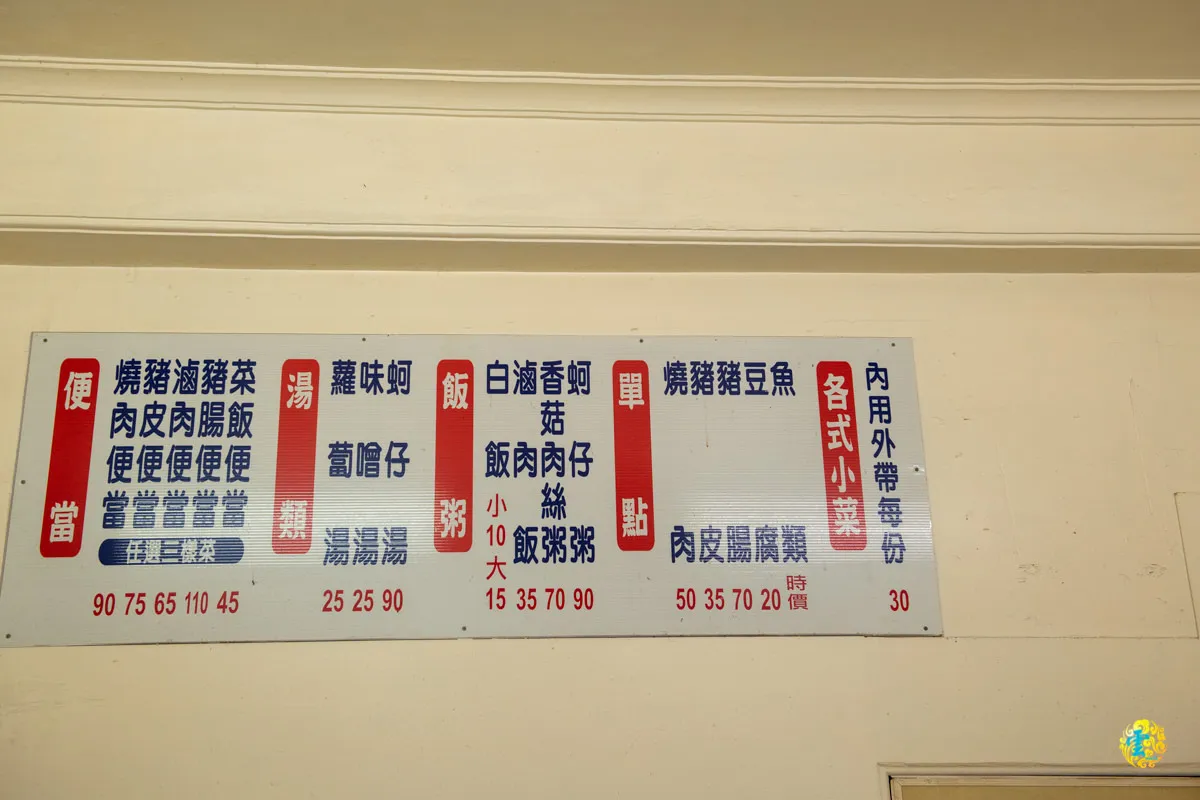 便當
燒肉便當 90
豬皮便當 75
滷肉便當 65
豬腸便當 110
菜飯便當 45
任選樣菜
湯類
蘿蔔湯 25
味噌湯 25
蚵仔湯 90
飯粥
白飯 小10大15
滷肉飯 35
香菇肉絲粥 70
蚵仔粥 90
單點
燒肉 50
豬皮 35
豬腸 70
豆腐 20
魚類 時價
各式小菜
內用外帶每份 30